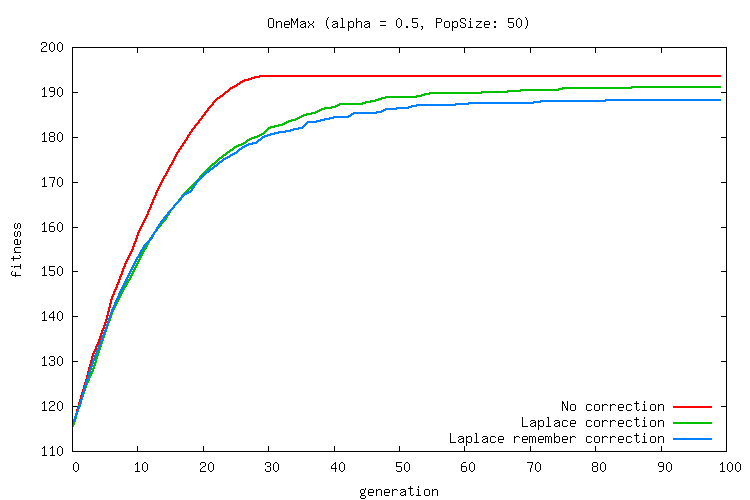 OneMax (alpha = 0.5, PopSize: 50)
200
190
180
170
160
150
140
130
120
110
fitness
No correction
Laplace correction
Laplace remember correction
0 10 20 30 40 50 60 70 80 90 100
generation